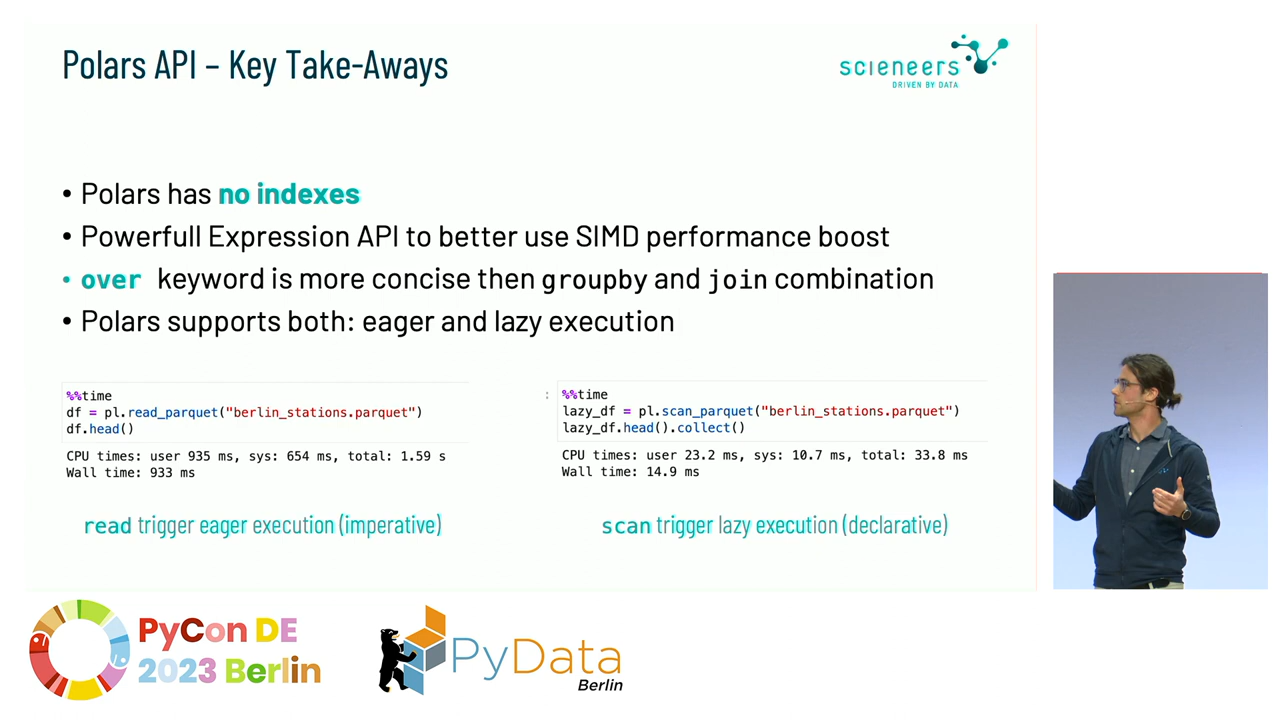 Polars API – Key Take-Aways
scieneers
DRIVEN BY DATA
• Polars has no indexes
• Powerfull Expression API to better use SIMD performance boost
• over keyword is more concise then groupby and join combination
• Polars supports both: eager and lazy execution
%%time
df = pl.read_parquet("berlin_stations.parquet")
df.head()
CPU times: user 935 ms, sys: 654 ms, total: 1.59 s
Wall time: 933 ms
read trigger eager execution (imperative)
: %%time
lazy_df = pl.scan_parquet("berlin_stations.parquet")
lazy_df.head().collect()
CPU times: user 23.2 ms, sys: 10.7 ms, total: 33.8 ms
Wall time: 14.9 ms
scan trigger lazy execution (declarative)
PyCon DE
2023 Berlin
PyData
Berlin